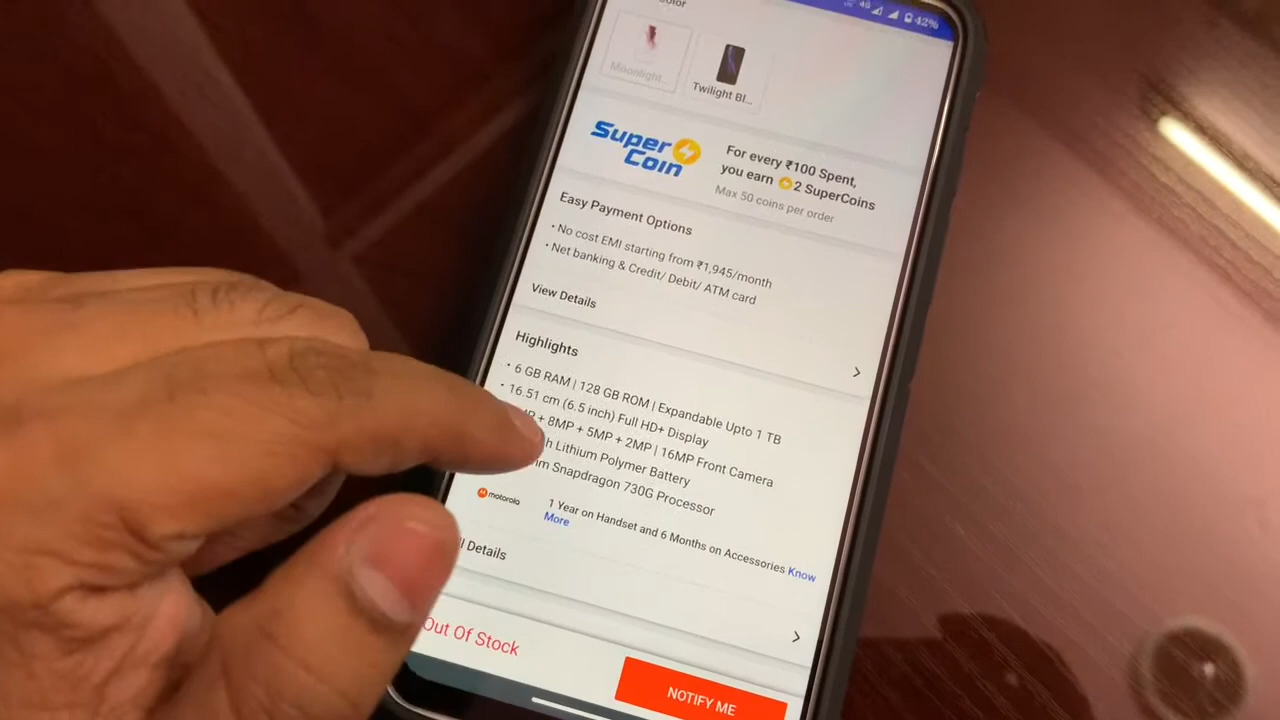 4G 42%
Moonlight...
Twilight Bl...
Super Coin
For every ₹100 Spent,
you earn 2 SuperCoins
Max 50 coins per order
Easy Payment Options
• No cost EMI starting from ₹1,945/month
• Net banking & Credit/ Debit/ ATM card
View Details
Highlights
• 6 GB RAM | 128 GB ROM | Expandable Upto 1 TB
• 16.51 cm (6.5 inch) Full HD+ Display
+ 8MP + 5MP + 2MP | 16MP Front Camera
Lithium Polymer Battery
Snapdragon 730G Processor
motorola
1 Year on Handset and 6 Months on Accessories Know
More
Details
Out Of Stock
NOTIFY ME